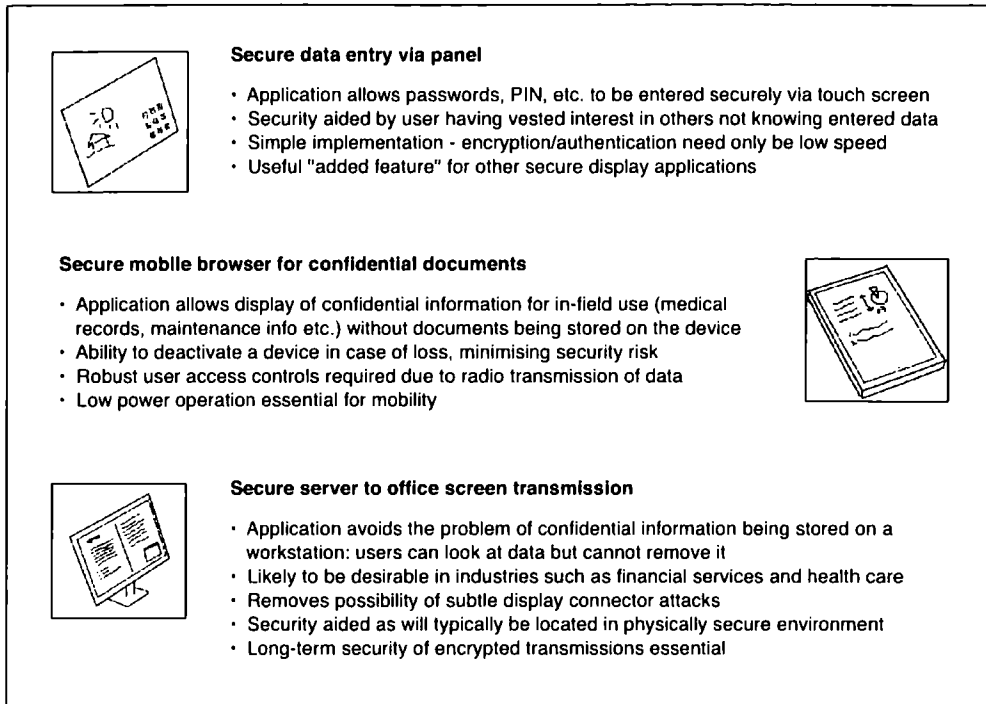 Secure data entry via panel
· Application allows passwords, PIN, etc. to be entered securely via touch screen
· Security aided by user having vested interest in others not knowing entered data
· Simple implementation - encryption/authentication need only be low speed
· Useful "added feature" for other secure display applications
Secure mobile browser for confidential documents
· Application allows display of confidential information for in-field use (medical
records, maintenance info etc.) without documents being stored on the device
· Ability to deactivate a device in case of loss, minimising security risk
· Robust user access controls required due to radio transmission of data
· Low power operation essential for mobility
Secure server to office screen transmission
· Application avoids the problem of confidential information being stored on a
workstation: users can look at data but cannot remove it
· Likely to be desirable in industries such as financial services and health care
· Removes possibility of subtle display connector attacks
· Security aided as will typically be located in physically secure environment
· Long-term security of encrypted transmissions essential